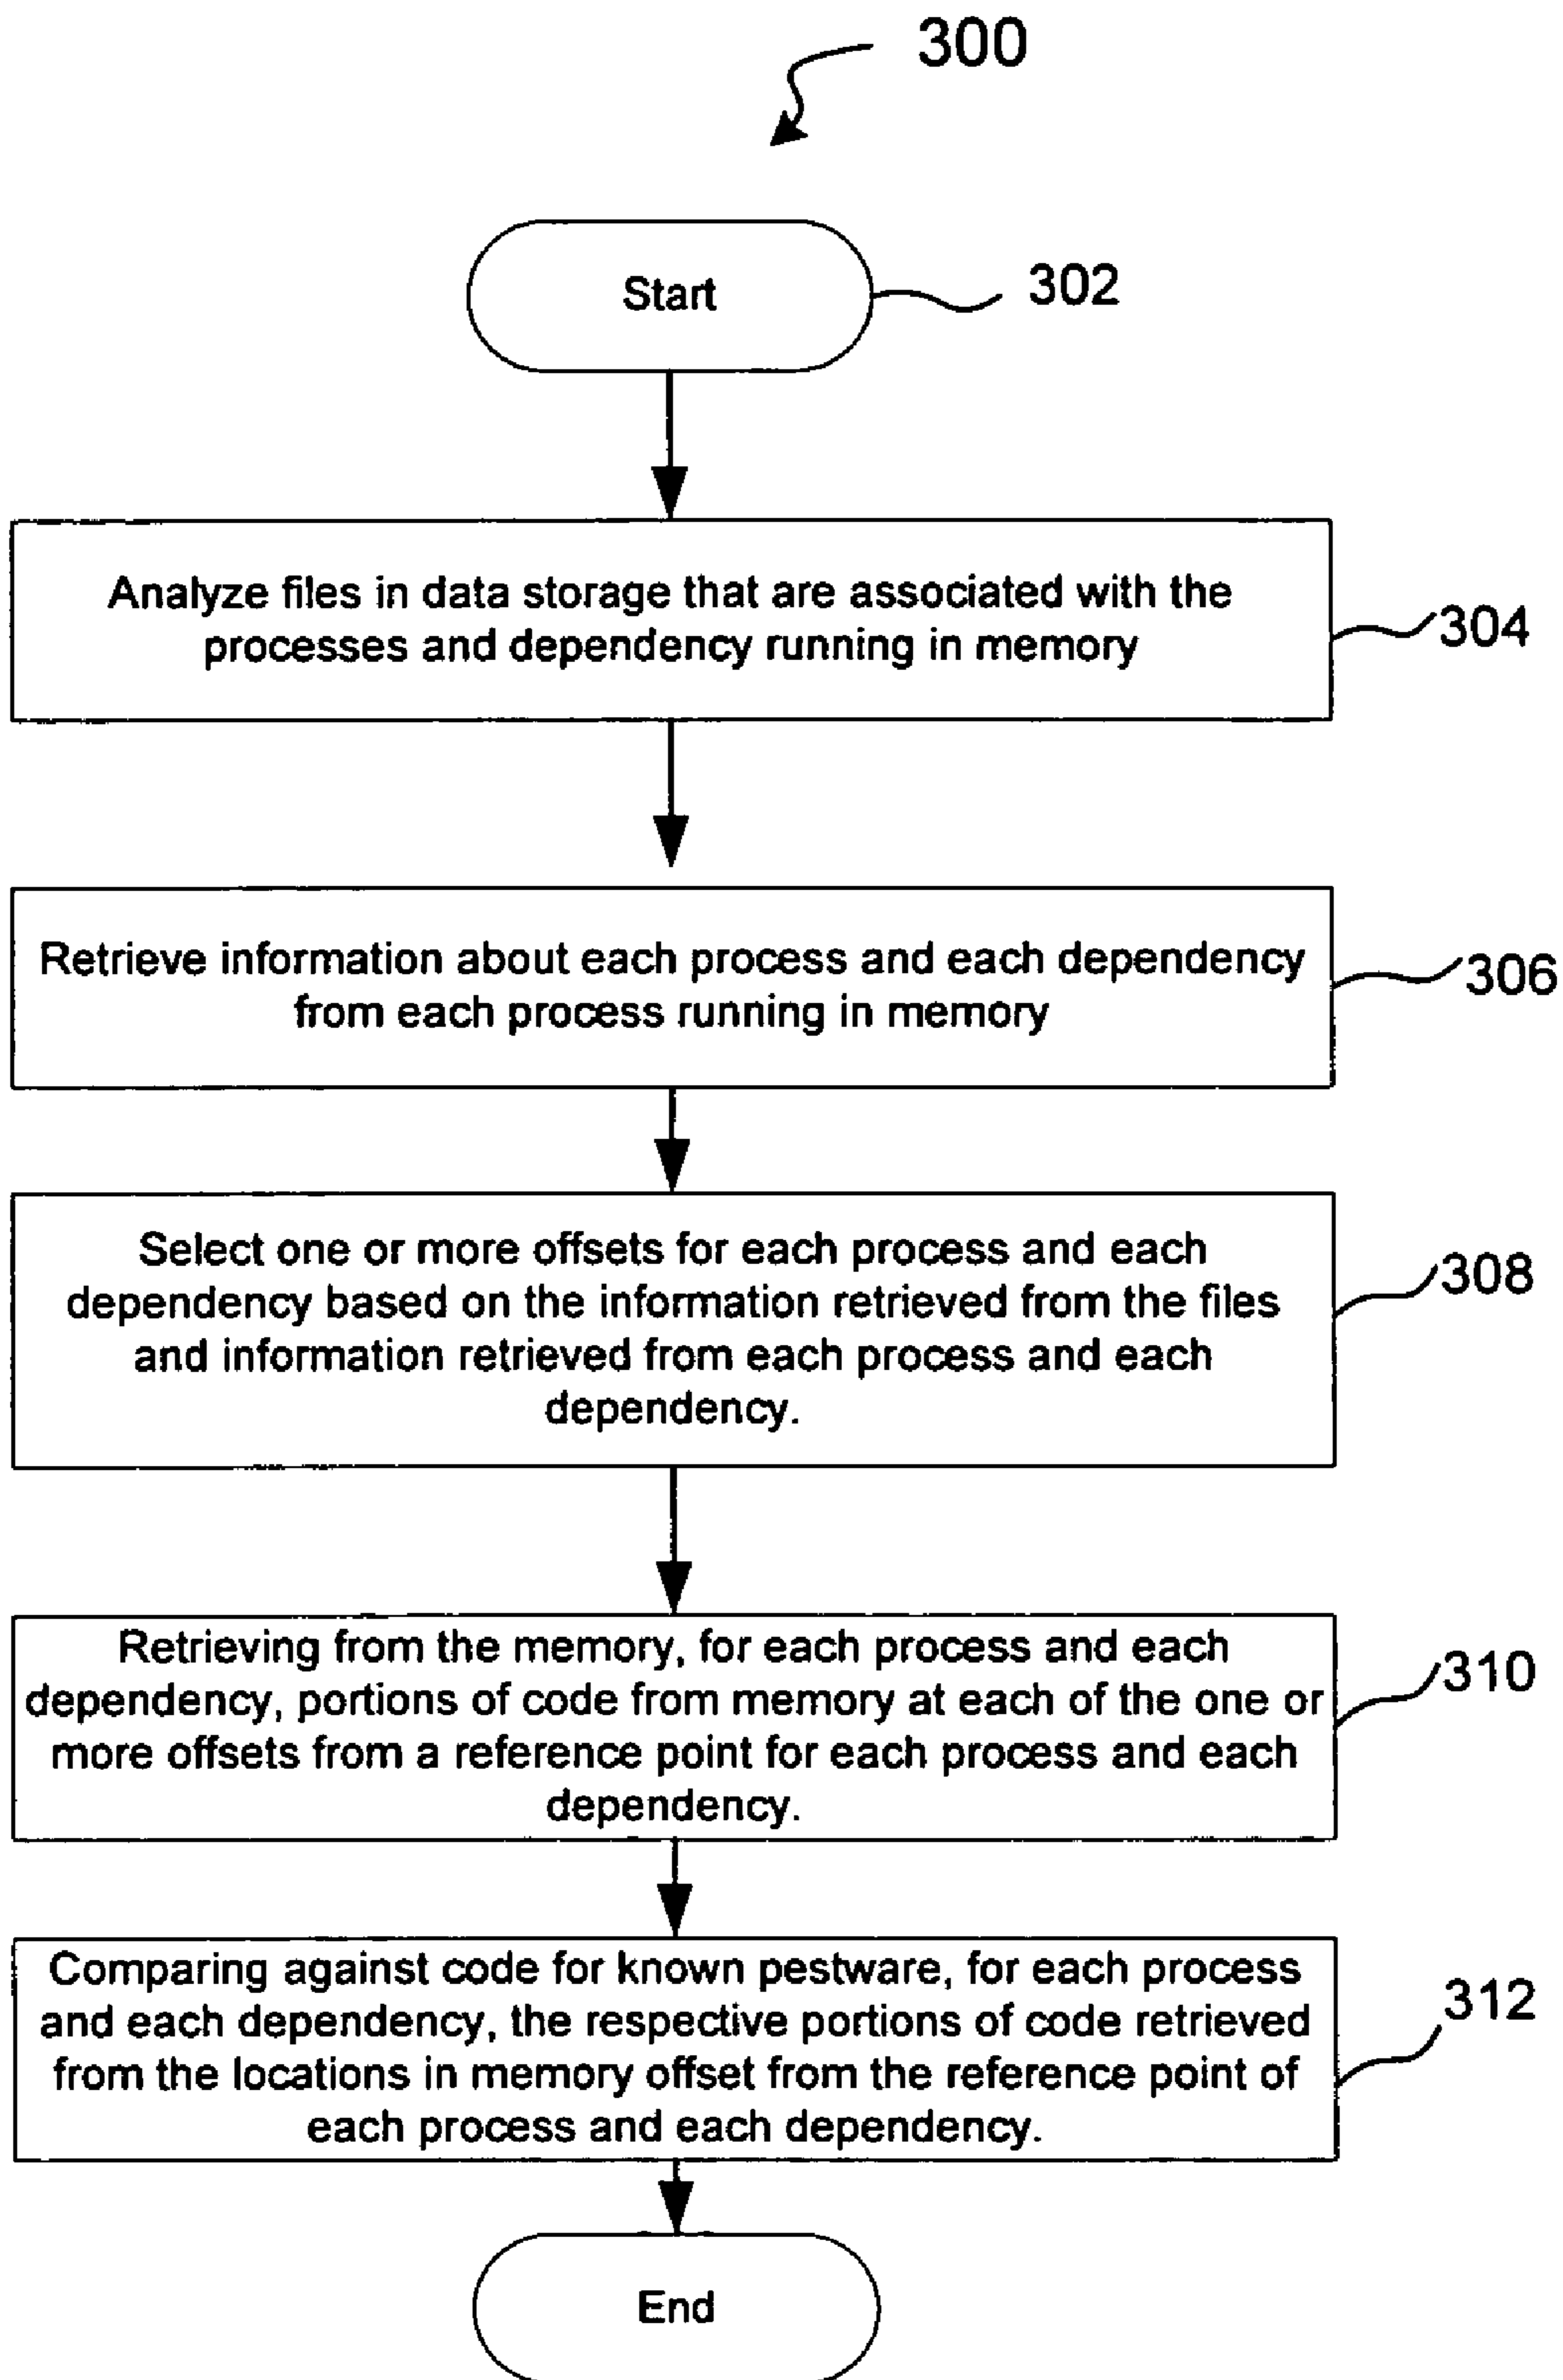 300
Start
302
Analyze files in data storage that are associated with the
processes and dependency running in memory
304
Retrieve information about each process and each dependency
from each process running in memory
306
Select one or more offsets for each process and each
dependency based on the information retrieved from the files
and information retrieved from each process and each
dependency.
308
Retrieving from the memory, for each process and each
dependency, portions of code from memory at each of the one or
more offsets from a reference point for each process and each
dependency.
310
Comparing against code for known pestware, for each process
and each dependency, the respective portions of code retrieved
from the locations in memory offset from the reference point of
each process and each dependency.
312
End